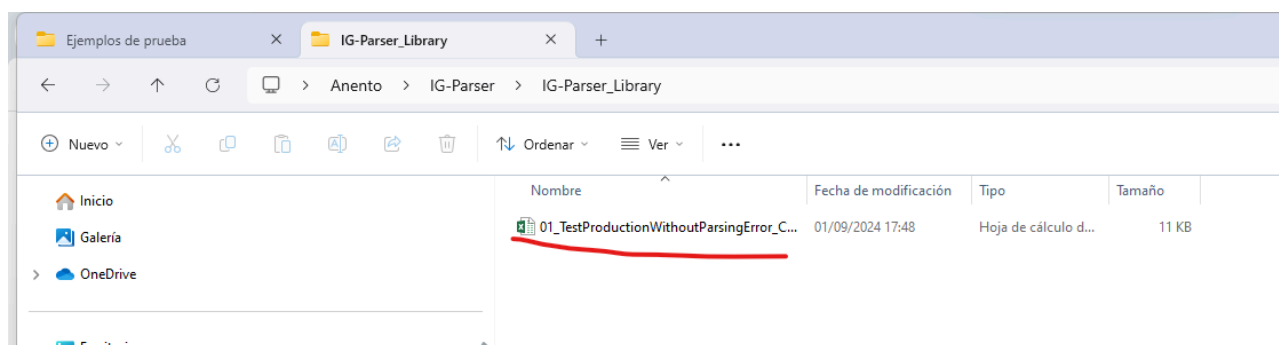 Ejemplos de prueba
IG-Parser_Library
Anento > IG-Parser > IG-Parser_Library
Nuevo
Ordenar
Ver
Nombre
Fecha de modificación
Tipo
Tamaño
Inicio
01_TestProductionWithoutParsingError_C...
01/09/2024 17:48
Hoja de cálculo d...
11 KB
Galería
OneDrive